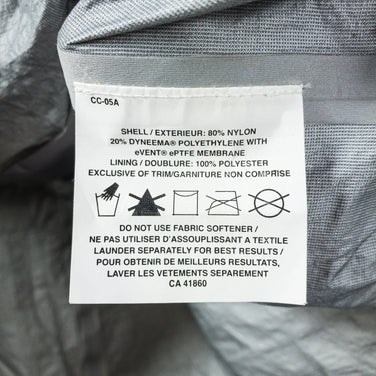 CC-05A
SHELL / EXTERIEUR: 80% NYLON
20% DYNEEMA® POLYETHYLENE WITH
eVENT® ePTFE MEMBRANE
LINING / DOUBLURE: 100% POLYESTER
EXCLUSIVE OF TRIM/GARNITURE NON COMPRISE
DO NOT USE FABRIC SOFTENER /
NE PAS UTILISER D'ASSOUPLISSANT A TEXTILE
LAUNDER SEPARATELY FOR BEST RESULTS /
POUR OBTENIR DE MEILLEURS RESULTATS,
LAVER LES VETEMENTS SEPAREMENT
CA 41860